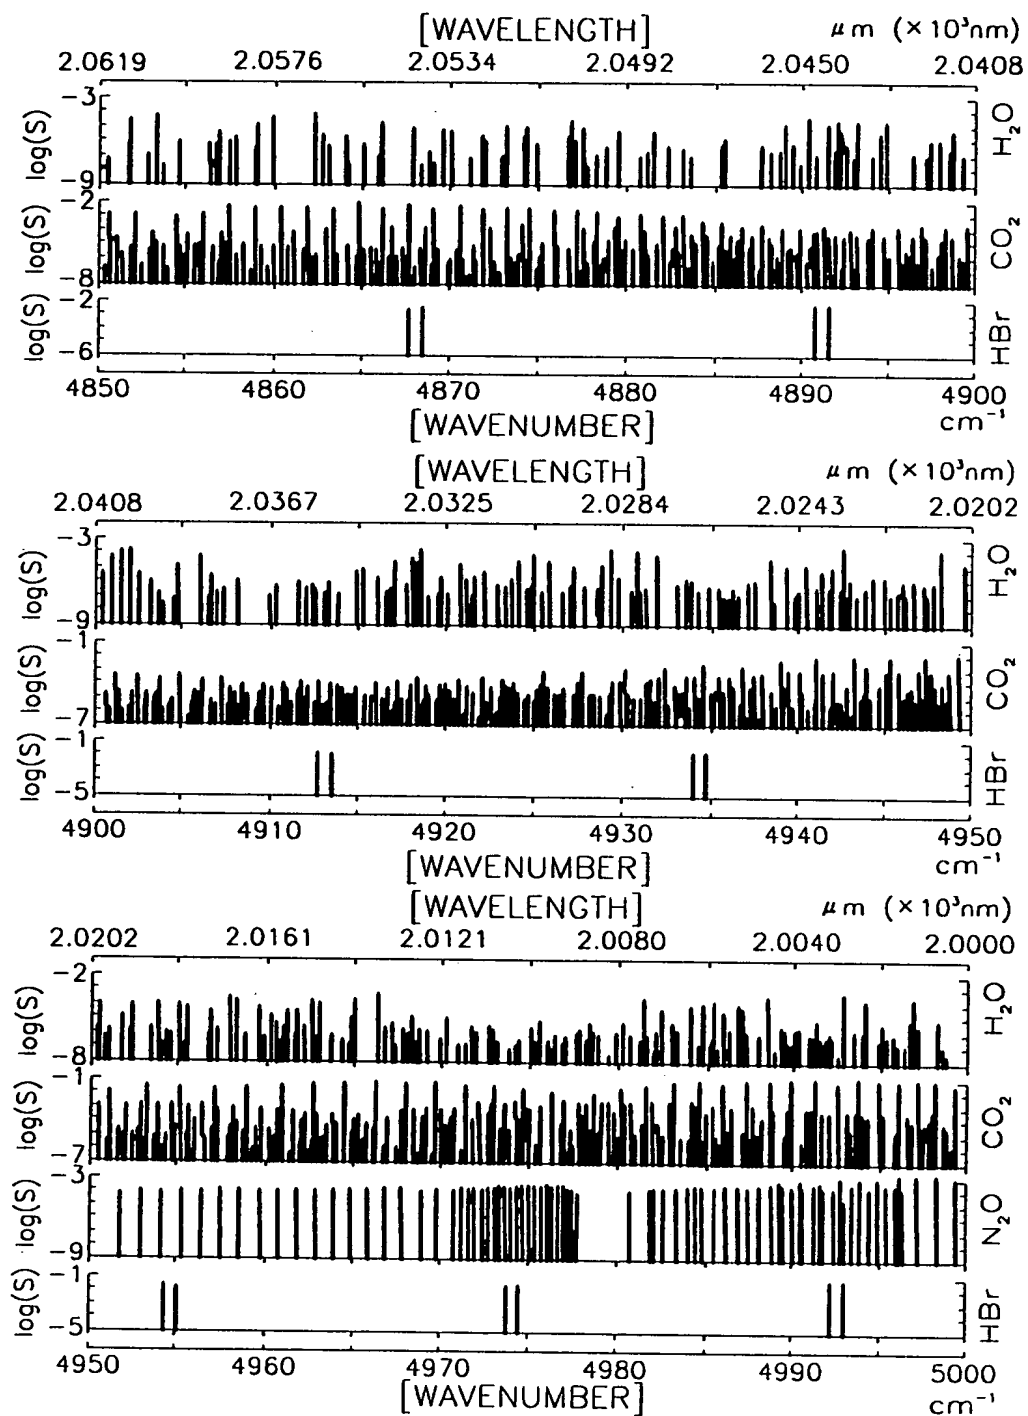 [WAVELENGTH] μm (×10³nm)
2.0619 2.0576 2.0534 2.0492 2.0450 2.0408
−3
log(S)
−9
H₂O
−2
log(S)
−8
CO₂
−2
log(S)
−6
HBr
4850 4860 4870 4880 4890 4900
[WAVENUMBER] cm⁻¹
[WAVELENGTH] μm (×10³nm)
2.0408 2.0367 2.0325 2.0284 2.0243 2.0202
−3
log(S)
−9
H₂O
−1
log(S)
−7
CO₂
−1
log(S)
−5
HBr
4900 4910 4920 4930 4940 4950
[WAVENUMBER] cm⁻¹
[WAVELENGTH] μm (×10³nm)
2.0202 2.0161 2.0121 2.0080 2.0040 2.0000
−2
log(S)
−8
H₂O
−1
log(S)
−7
CO₂
−3
log(S)
−9
N₂O
−1
log(S)
−5
HBr
4950 4960 4970 4980 4990 5000
[WAVENUMBER] cm⁻¹